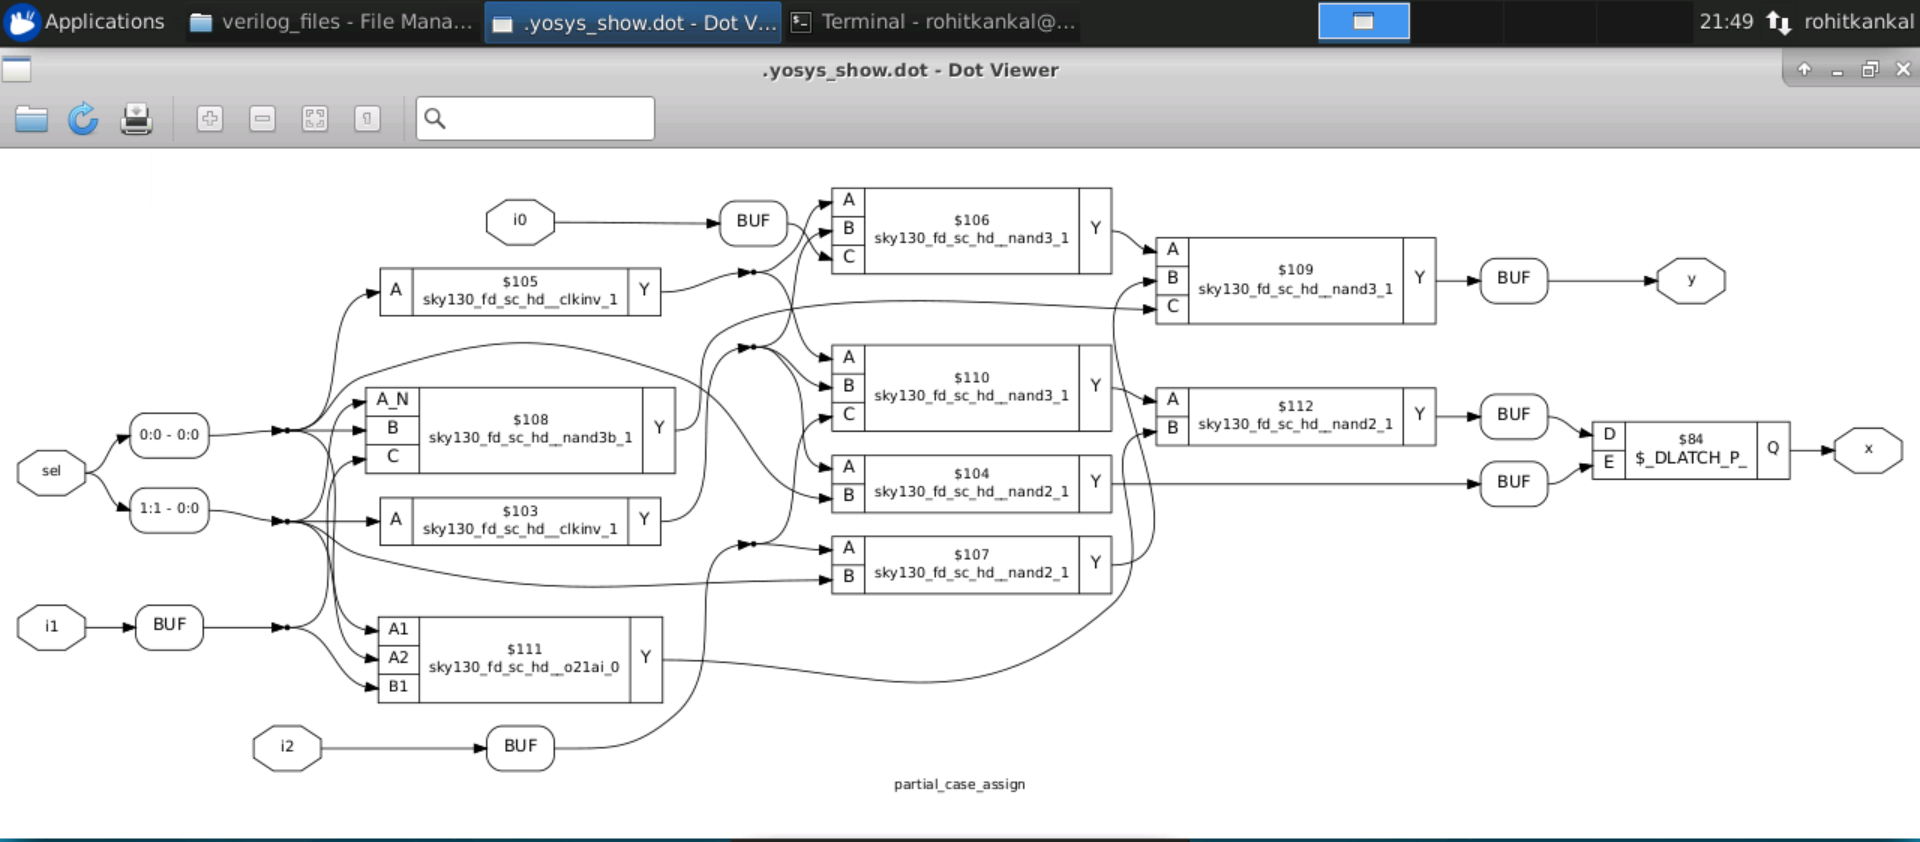 Applications
verilog_files - File Mana...
.yosys_show.dot - Dot V...
Terminal - rohitkankal@...
21:49
rohitkankal
.yosys_show.dot - Dot Viewer
i0
BUF
A
B
C
$106
sky130_fd_sc_hd__nand3_1
Y
A
$105
sky130_fd_sc_hd__clkinv_1
Y
A
B
C
$109
sky130_fd_sc_hd__nand3_1
Y
BUF
y
sel
0:0 - 0:0
1:1 - 0:0
A_N
B
C
$108
sky130_fd_sc_hd__nand3b_1
Y
A
B
C
$110
sky130_fd_sc_hd__nand3_1
Y
A
B
$112
sky130_fd_sc_hd__nand2_1
Y
BUF
A
$103
sky130_fd_sc_hd__clkinv_1
Y
A
B
$104
sky130_fd_sc_hd__nand2_1
Y
BUF
D
E
$84
$_DLATCH_P_
Q
x
A
B
$107
sky130_fd_sc_hd__nand2_1
Y
i1
BUF
A1
A2
B1
$111
sky130_fd_sc_hd__o21ai_0
Y
i2
BUF
partial_case_assign